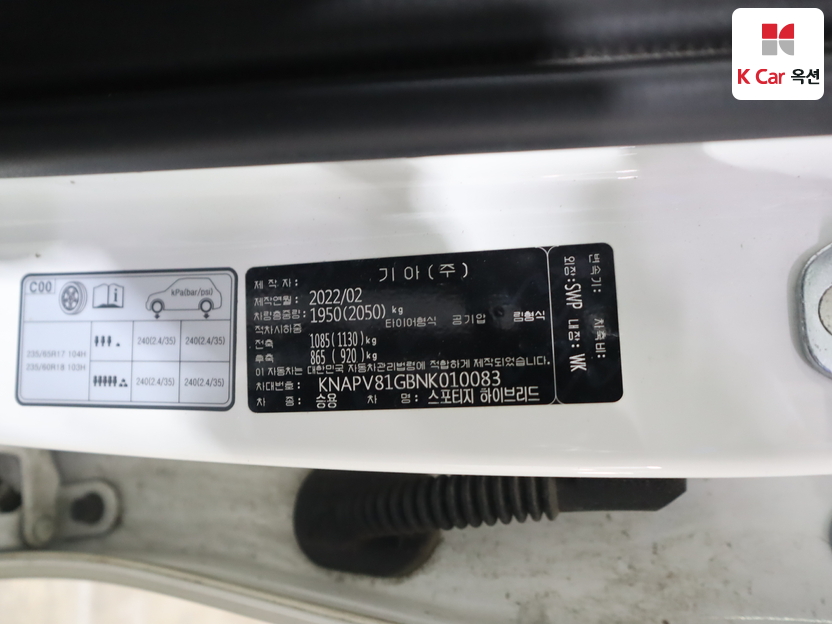 K Car 옥션
C00
kPa(bar/psi)
235/65R17 104H
235/60R18 103H
240(2.4/35) 240(2.4/35)
240(2.4/35) 240(2.4/35)
제 작 자 : 기아(주)
제작연월: 2022/02
차량총중량: 1950(2050) kg
적차시하중 타이어형식 공기압 림형식
전축 1085(1130)kg
후축 865( 920)kg
이 자동차는 대한민국 자동차관리법령에 적합하게 제작되었습니다
차대번호: KNAPV81GBNK010083
차 종: 승용 차 명: 스포티지 하이브리드
변속기:
외장:SWP 내장: WK